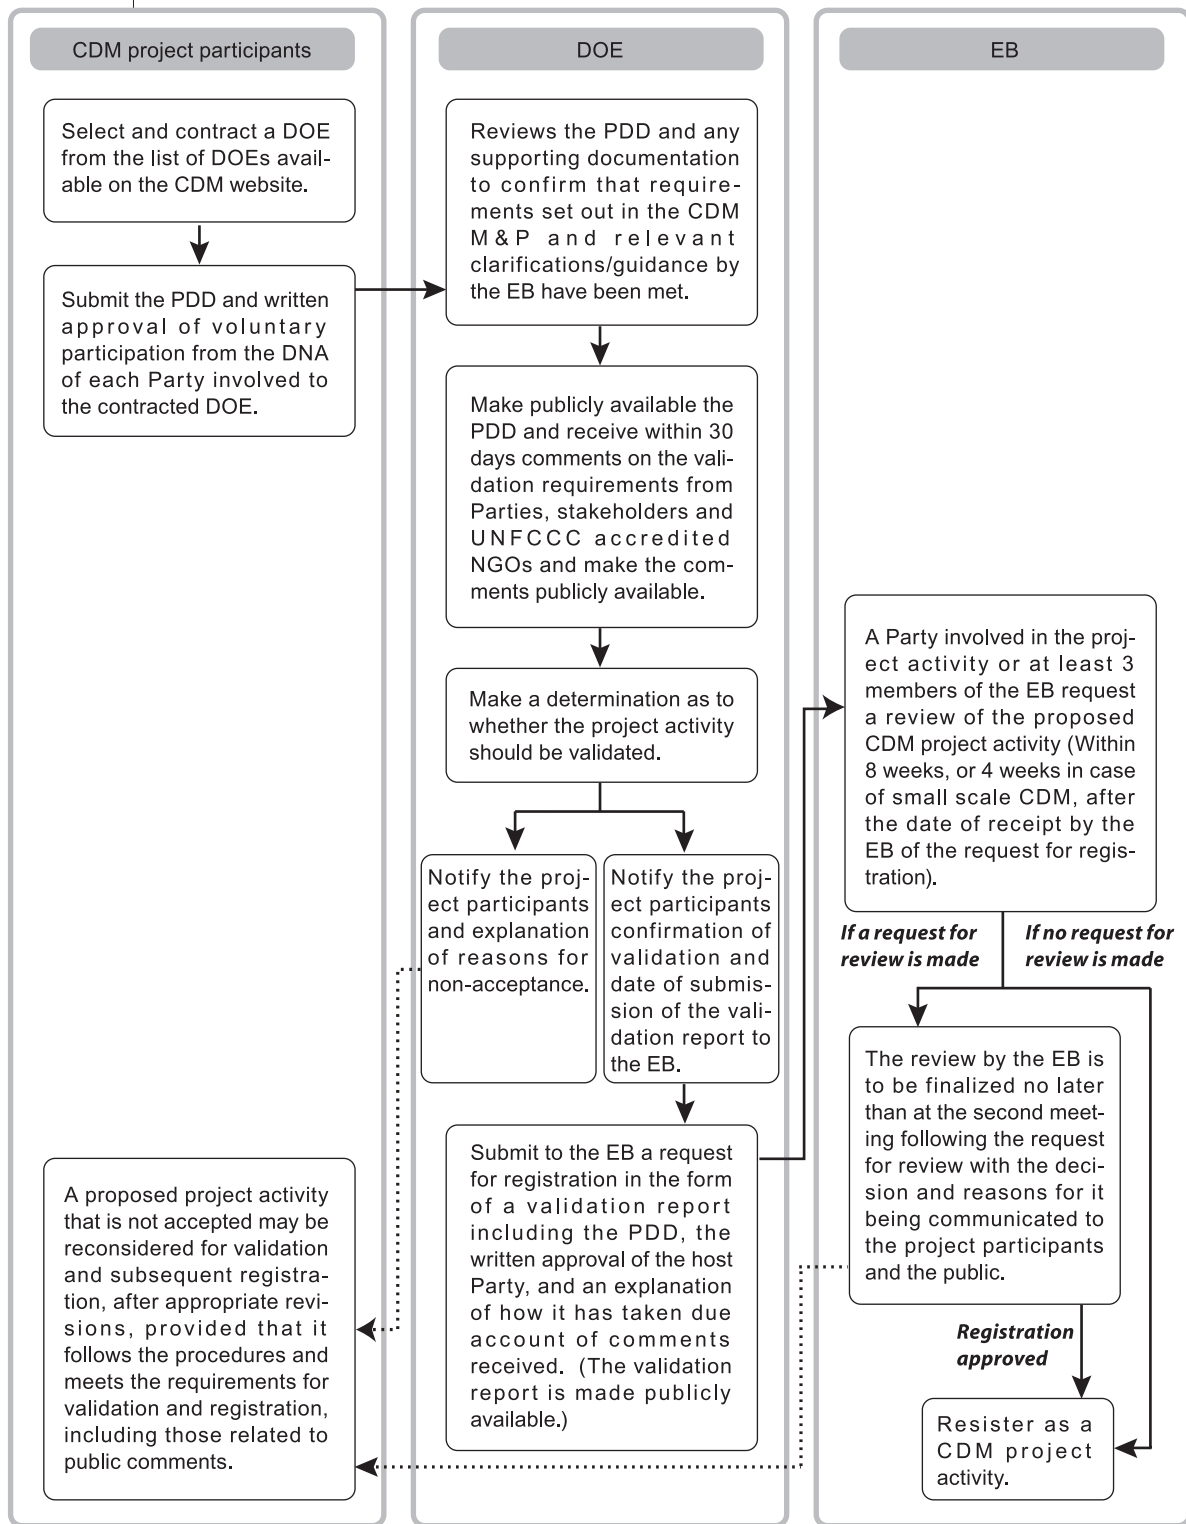 CDM project participants
Select and contract a DOE
from the list of DOEs avail-
able on the CDM website.
Submit the PDD and written
approval of voluntary
participation from the DNA
of each Party involved to
the contracted DOE.
A proposed project activity
that is not accepted may be
reconsidered for validation
and subsequent registra-
tion, after appropriate revi-
sions, provided that it
follows the procedures and
meets the requirements for
validation and registration,
including those related to
public comments.
DOE
Reviews the PDD and any
supporting documentation
to confirm that require-
ments set out in the CDM
M&P and relevant
clarifications/guidance by
the EB have been met.
Make publicly available the
PDD and receive within 30
days comments on the vali-
dation requirements from
Parties, stakeholders and
UNFCCC accredited
NGOs and make the com-
ments publicly available.
Make a determination as to
whether the project activity
should be validated.
Notify the proj-
ect participants
and explanation
of reasons for
non-acceptance.
Notify the proj-
ect participants
confirmation of
validation and
date of submis-
sion of the vali-
dation report to
the EB.
Submit to the EB a request
for registration in the form
of a validation report
including the PDD, the
written approval of the host
Party, and an explanation
of how it has taken due
account of comments
received. (The validation
report is made publicly
available.)
EB
A Party involved in the proj-
ect activity or at least 3
members of the EB request
a review of the proposed
CDM project activity (Within
8 weeks, or 4 weeks in case
of small scale CDM, after
the date of receipt by the
EB of the request for regis-
tration).
If a request for
review is made
If no request for
review is made
The review by the EB is
to be finalized no later
than at the second meet-
ing following the request
for review with the deci-
sion and reasons for it
being communicated to
the project participants
and the public.
Registration
approved
Resister as a
CDM project
activity.